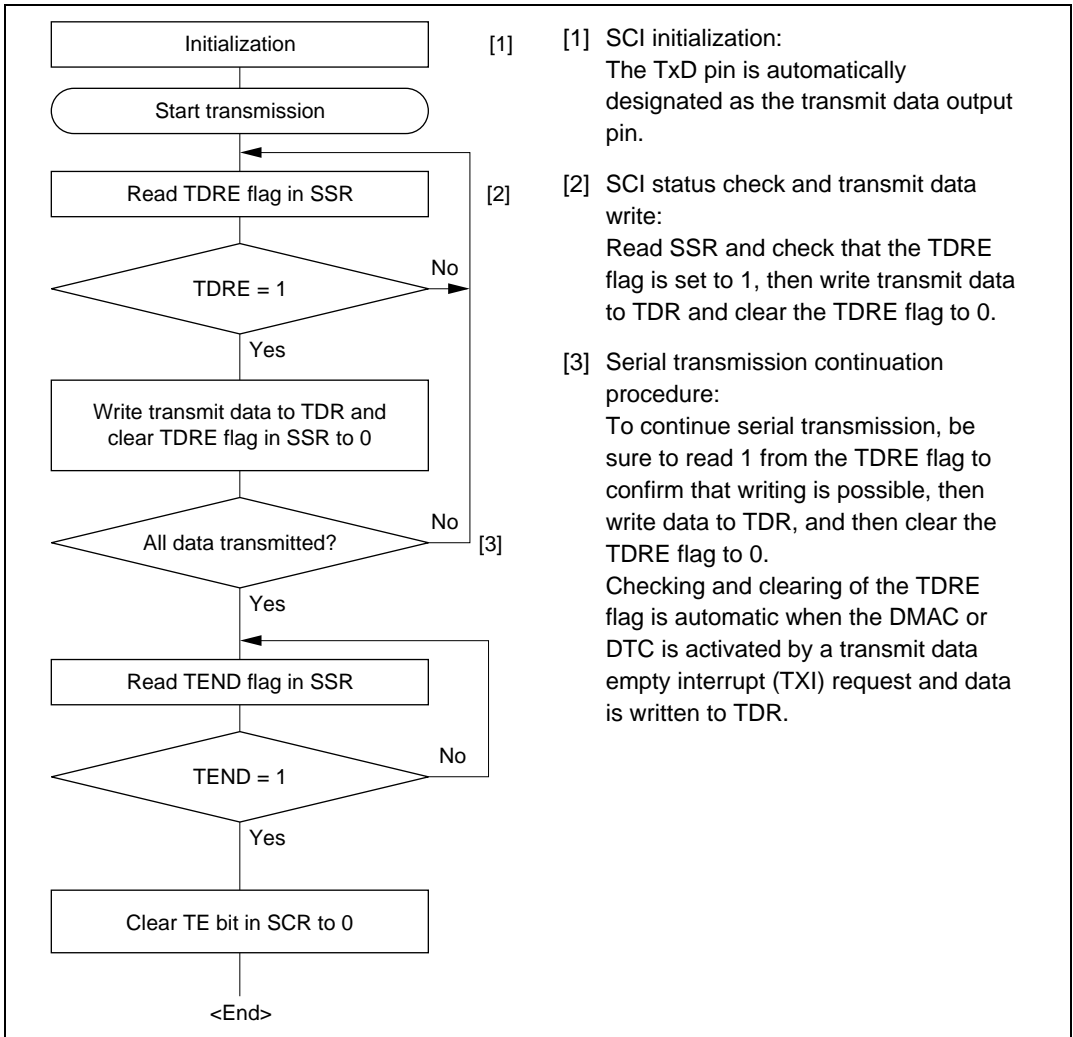 Initialization
[1]
Start transmission
Read TDRE flag in SSR
[2]
TDRE = 1
No
Yes
Write transmit data to TDR and
clear TDRE flag in SSR to 0
All data transmitted?
No
[3]
Yes
Read TEND flag in SSR
TEND = 1
No
Yes
Clear TE bit in SCR to 0
<End>
[1] SCI initialization:
The TxD pin is automatically
designated as the transmit data output
pin.
[2] SCI status check and transmit data
write:
Read SSR and check that the TDRE
flag is set to 1, then write transmit data
to TDR and clear the TDRE flag to 0.
[3] Serial transmission continuation
procedure:
To continue serial transmission, be
sure to read 1 from the TDRE flag to
confirm that writing is possible, then
write data to TDR, and then clear the
TDRE flag to 0.
Checking and clearing of the TDRE
flag is automatic when the DMAC or
DTC is activated by a transmit data
empty interrupt (TXI) request and data
is written to TDR.